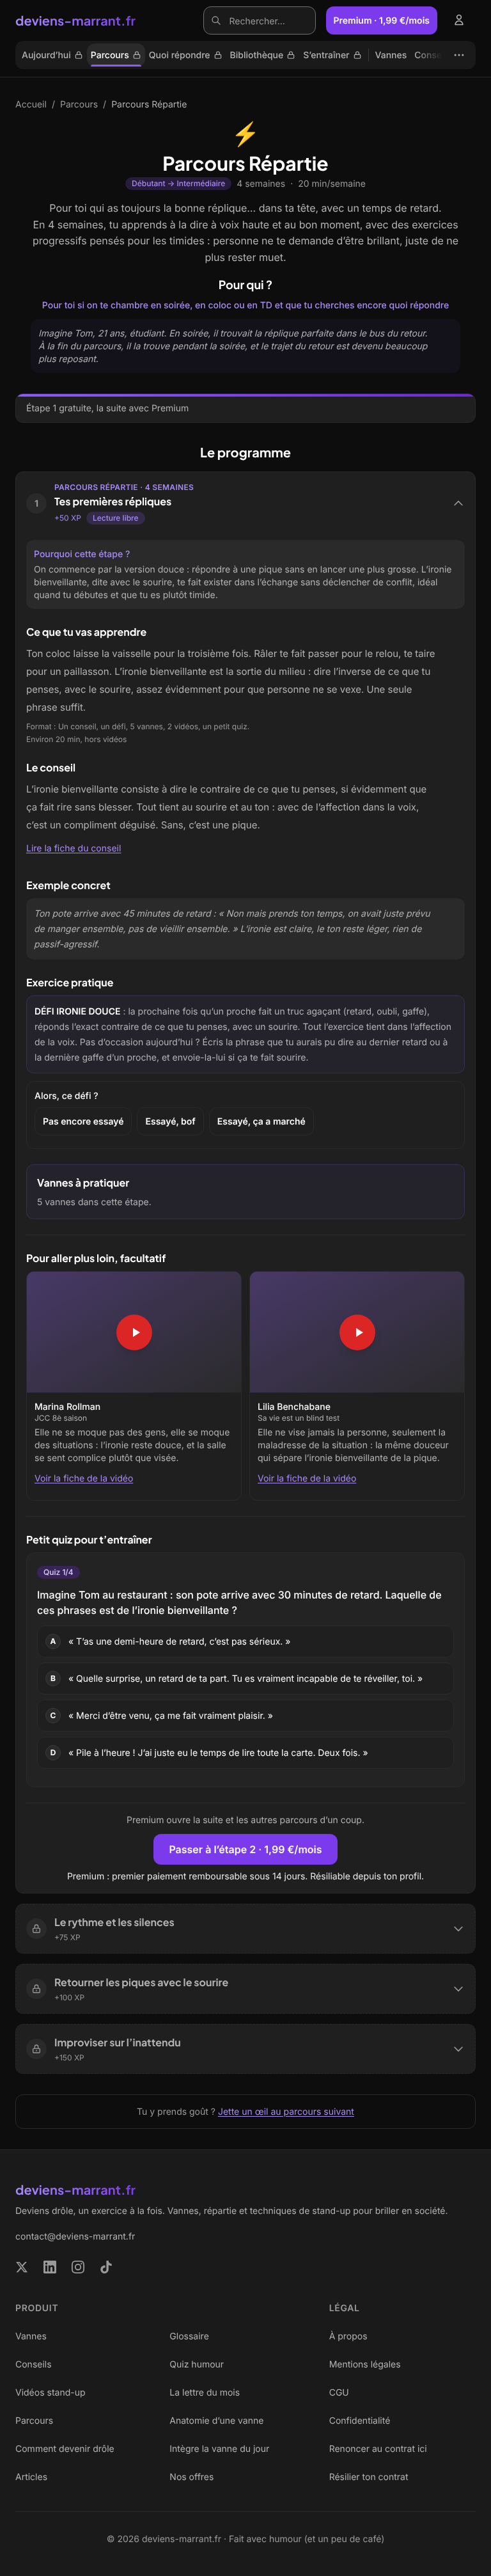 deviens-marrant.fr
Rechercher...
Premium · 1,99 €/mois
Aujourd'hui
Parcours
Quoi répondre
Bibliothèque
S'entraîner
Vannes
Accueil / Parcours / Parcours Répartie
⚡
Parcours Répartie
Débutant → Intermédiaire
4 semaines · 20 min/semaine
Pour toi qui as toujours la bonne réplique... dans ta tête, avec un temps de retard.
En 4 semaines, tu apprends à la dire à voix haute et au bon moment, avec des exercices
progressifs pensés pour les timides : personne ne te demande d'être brillant, juste de ne
plus rester muet.
Pour qui ?
Pour toi si on te chambre en soirée, en coloc ou en TD et que tu cherches encore quoi répondre
Imagine Tom, 21 ans, étudiant. En soirée, il trouvait la réplique parfaite dans le bus du retour.
À la fin du parcours, il la trouve pendant la soirée, et le trajet du retour est devenu beaucoup
plus reposant.
Étape 1 gratuite, la suite avec Premium
Le programme
1
PARCOURS RÉPARTIE · 4 SEMAINES
Tes premières répliques
+50 XP
Lecture libre
Pourquoi cette étape ?
On commence par la version douce : répondre à une pique sans en lancer une plus grosse. L'ironie
bienveillante, dite avec le sourire, te fait exister dans l'échange sans déclencher de conflit, idéal
quand tu débutes et que tu es plutôt timide.
Ce que tu vas apprendre
Ton coloc laisse la vaisselle pour la troisième fois. Râler te fait passer pour le relou, te taire
pour un paillasson. L'ironie bienveillante est la sortie du milieu : dire l'inverse de ce que tu
penses, avec le sourire, assez évidemment pour que personne ne se vexe. Une seule
phrase suffit.
Format : Un conseil, un défi, 5 vannes, 2 vidéos, un petit quiz.
Environ 20 min, hors vidéos
Le conseil
L'ironie bienveillante consiste à dire le contraire de ce que tu penses, si évidemment que
ça fait rire sans blesser. Tout tient au sourire et au ton : avec de l'affection dans la voix,
c'est un compliment déguisé. Sans, c'est une pique.
Lire la fiche du conseil
Exemple concret
Ton pote arrive avec 45 minutes de retard : « Non mais prends ton temps, on avait juste prévu
de manger ensemble, pas de vieillir ensemble. » L'ironie est claire, le ton reste léger, rien de
passif-agressif.
Exercice pratique
DÉFI IRONIE DOUCE : la prochaine fois qu'un proche fait un truc agaçant (retard, oubli, gaffe),
réponds l'exact contraire de ce que tu penses, avec un sourire. Tout l'exercice tient dans l'affection
de la voix. Pas d'occasion aujourd'hui ? Écris la phrase que tu aurais pu dire au dernier retard ou à
la dernière gaffe d'un proche, et envoie-la-lui si ça te fait sourire.
Alors, ce défi ?
Pas encore essayé
Essayé, bof
Essayé, ça a marché
Vannes à pratiquer
5 vannes dans cette étape.
Pour aller plus loin, facultatif
Marina Rollman
JCC 8è saison
Elle ne se moque pas des gens, elle se moque
des situations : l'ironie reste douce, et la salle
se sent complice plutôt que visée.
Voir la fiche de la vidéo
Lilia Benchabane
Sa vie est un blind test
Elle ne vise jamais la personne, seulement la
maladresse de la situation : la même douceur
qui sépare l'ironie bienveillante de la pique.
Voir la fiche de la vidéo
Petit quiz pour t'entraîner
Quiz 1/4
Imagine Tom au restaurant : son pote arrive avec 30 minutes de retard. Laquelle de
ces phrases est de l'ironie bienveillante ?
A « T'as une demi-heure de retard, c'est pas sérieux. »
B « Quelle surprise, un retard de ta part. Tu es vraiment incapable de te réveiller, toi. »
C « Merci d'être venu, ça me fait vraiment plaisir. »
D « Pile à l'heure ! J'ai juste eu le temps de lire toute la carte. Deux fois. »
Premium ouvre la suite et les autres parcours d'un coup.
Passer à l'étape 2 · 1,99 €/mois
Premium : premier paiement remboursable sous 14 jours. Résiliable depuis ton profil.
Le rythme et les silences
+75 XP
Retourner les piques avec le sourire
+100 XP
Improviser sur l'inattendu
+150 XP
Tu y prends goût ? Jette un œil au parcours suivant
deviens-marrant.fr
Deviens drôle, un exercice à la fois. Vannes, répartie et techniques de stand-up pour briller en société.
contact@deviens-marrant.fr
PRODUIT
Vannes
Conseils
Vidéos stand-up
Parcours
Comment devenir drôle
Articles
Glossaire
Quiz humour
La lettre du mois
Anatomie d'une vanne
Intègre la vanne du jour
Nos offres
LÉGAL
À propos
Mentions légales
CGU
Confidentialité
Renoncer au contrat ici
Résilier ton contrat
© 2026 deviens-marrant.fr · Fait avec humour (et un peu de café)